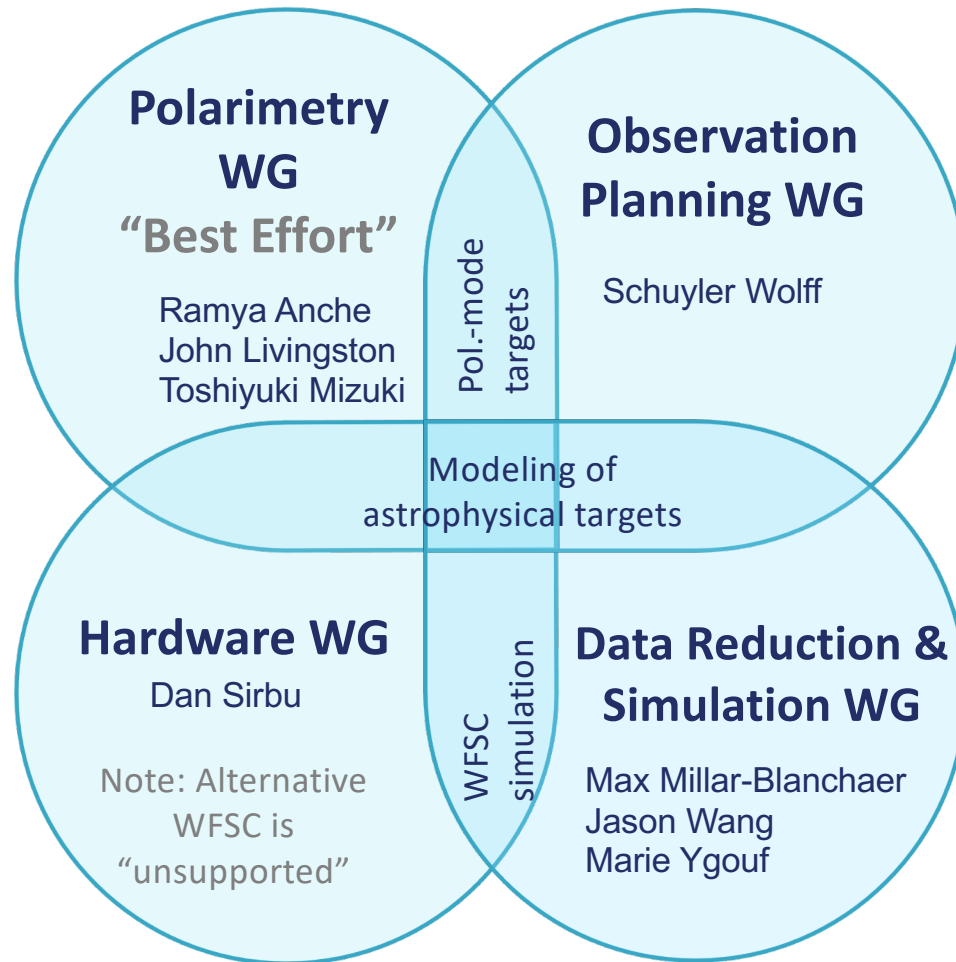 Polarimetry
WG
“Best Effort”
Ramya Anche
John Livingston
Toshiyuki Mizuki
Observation
Planning WG
Schuyler Wolff
Pol.-mode
targets
Modeling of
astrophysical targets
Hardware WG
Dan Sirbu
Note: Alternative
WFSC is
“unsupported”
WFSC
simulation
Data Reduction &
Simulation WG
Max Millar-Blanchaer
Jason Wang
Marie Ygouf